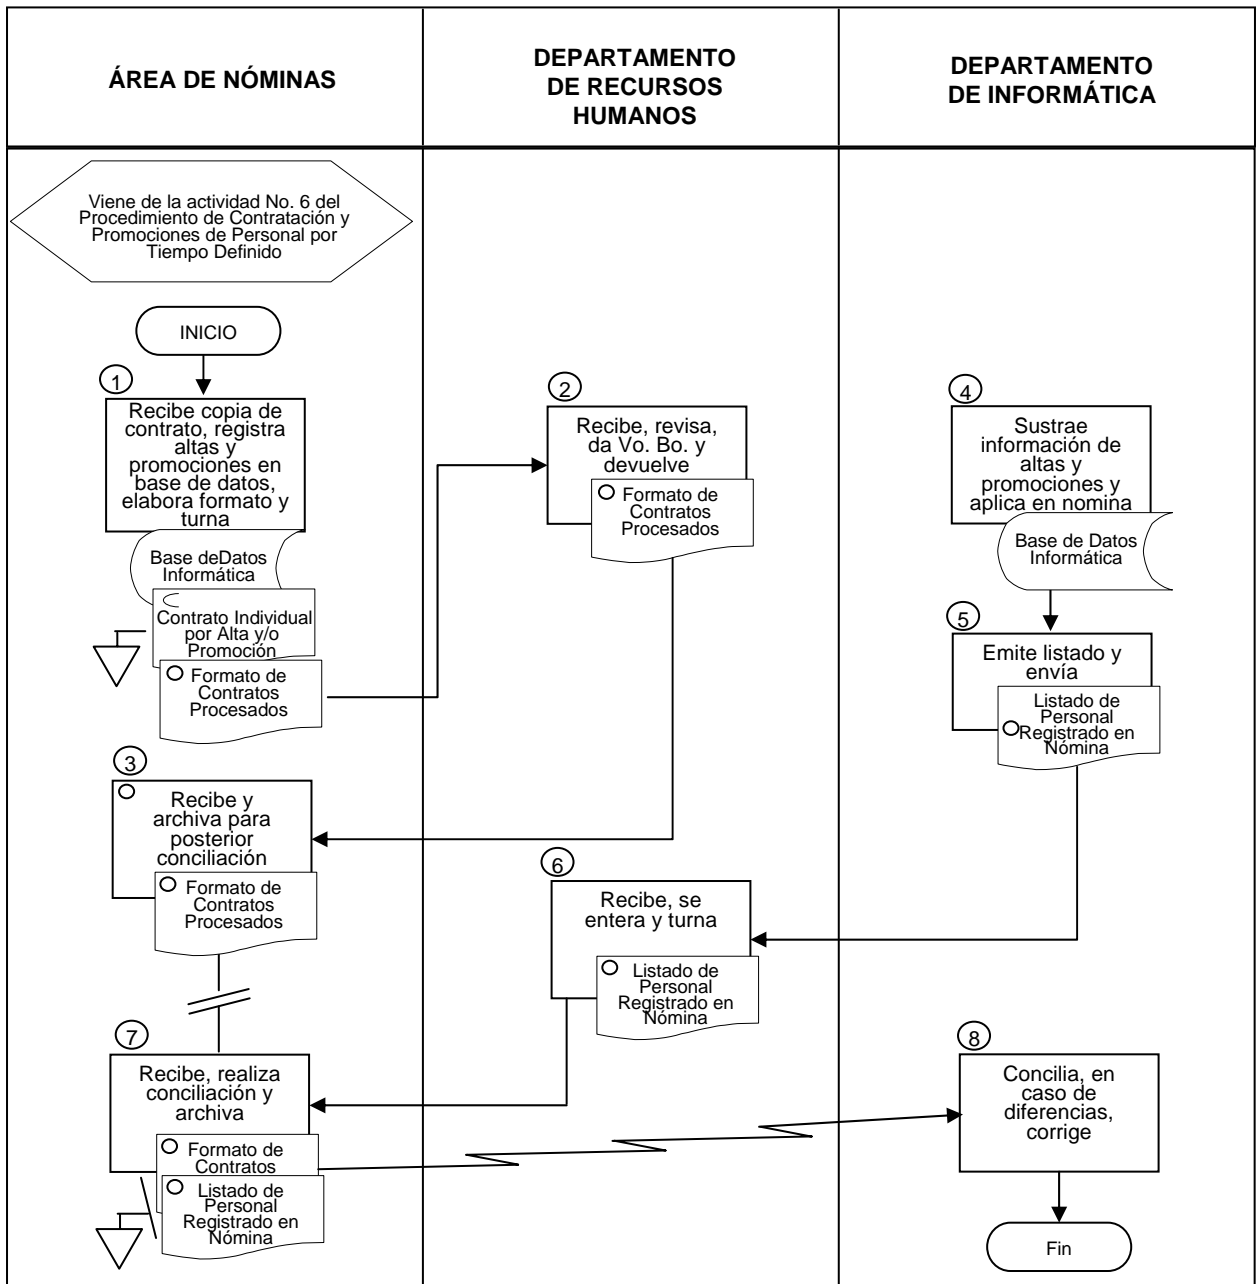 ÁREA DE NÓMINAS
DEPARTAMENTO
DE RECURSOS
HUMANOS
DEPARTAMENTO
DE INFORMÁTICA
Viene de la actividad No. 6 del
Procedimiento de Contratación y
Promociones de Personal por
Tiempo Definido
INICIO
1
Recibe copia de
contrato, registra
altas y
promociones en
base de datos,
elabora formato y
turna
Base deDatos
Informática
Contrato Individual
por Alta y/o
Promoción
Formato de
Contratos
Procesados
2
Recibe, revisa,
da Vo. Bo. y
devuelve
Formato de
Contratos
Procesados
3
Recibe y
archiva para
posterior
conciliación
Formato de
Contratos
Procesados
4
Sustrae
información de
altas y
promociones y
aplica en nomina
Base de Datos
Informática
5
Emite listado y
envía
Listado de
Personal
Registrado en
Nómina
6
Recibe, se
entera y turna
Listado de
Personal
Registrado en
Nómina
7
Recibe, realiza
conciliación y
archiva
Formato de
Contratos
Listado de
Personal
Registrado en
Nómina
8
Concilia, en
caso de
diferencias,
corrige
Fin